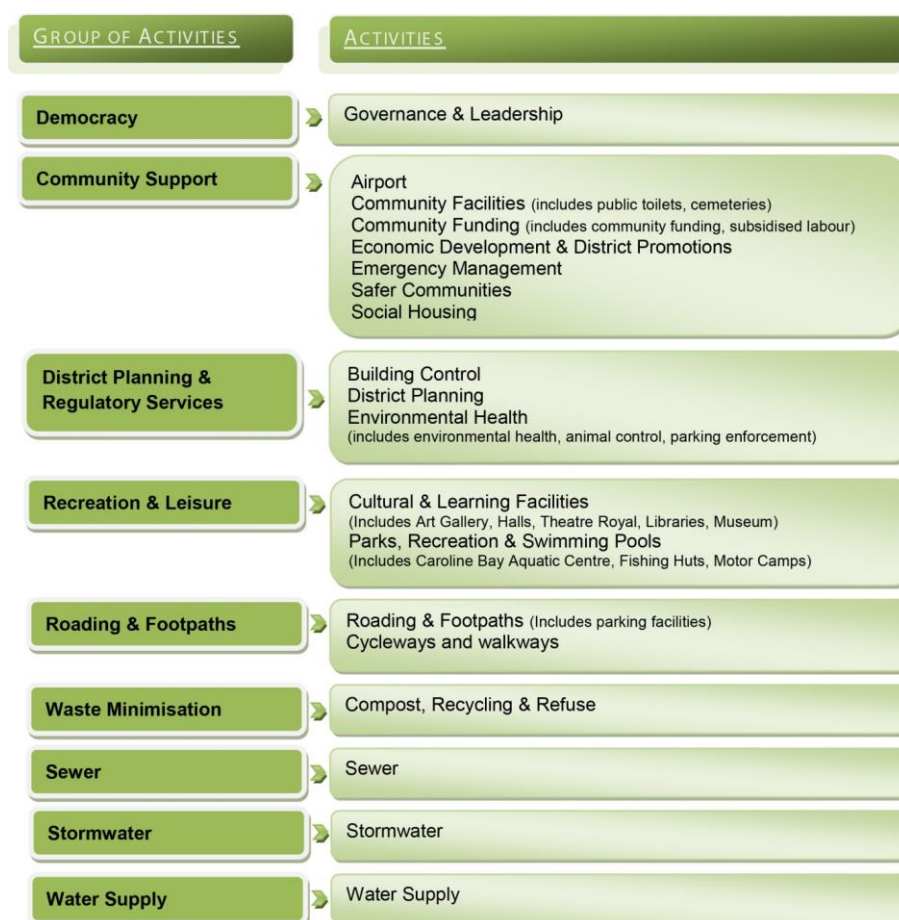 GROUP OF ACTIVITIES
ACTIVITIES
Democracy
Governance & Leadership
Community Support
Airport
Community Facilities (includes public toilets, cemeteries)
Community Funding (includes community funding, subsidised labour)
Economic Development & District Promotions
Emergency Management
Safer Communities
Social Housing
District Planning &
Regulatory Services
Building Control
District Planning
Environmental Health
(includes environmental health, animal control, parking enforcement)
Recreation & Leisure
Cultural & Learning Facilities
(Includes Art Gallery, Halls, Theatre Royal, Libraries, Museum)
Parks, Recreation & Swimming Pools
(Includes Caroline Bay Aquatic Centre, Fishing Huts, Motor Camps)
Roading & Footpaths
Roading & Footpaths (Includes parking facilities)
Cycleways and walkways
Waste Minimisation
Compost, Recycling & Refuse
Sewer
Sewer
Stormwater
Stormwater
Water Supply
Water Supply